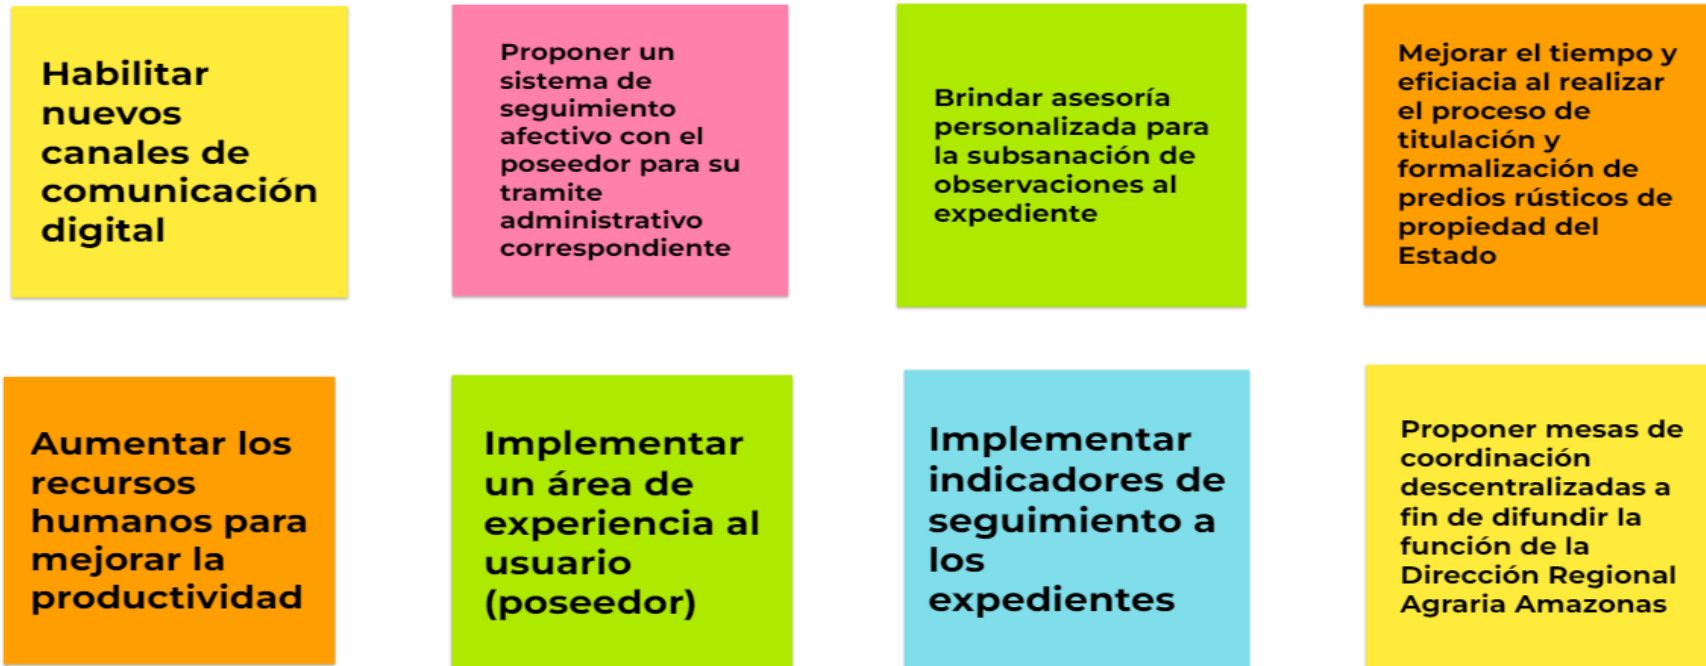 Habilitar
nuevos
canales de
comunicación
digital
Proponer un
sistema de
seguimiento
afectivo con el
poseedor para su
tramite
administrativo
correspondiente
Brindar asesoría
personalizada para
la subsanación de
observaciones al
expediente
Mejorar el tiempo y
eficiacia al realizar
el proceso de
titulación y
formalización de
predios rústicos de
propiedad del
Estado
Aumentar los
recursos
humanos para
mejorar la
productividad
Implementar
un área de
experiencia al
usuario
(poseedor)
Implementar
indicadores de
seguimiento a
los
expedientes
Proponer mesas de
coordinación
descentralizadas a
fin de difundir la
función de la
Dirección Regional
Agraria Amazonas